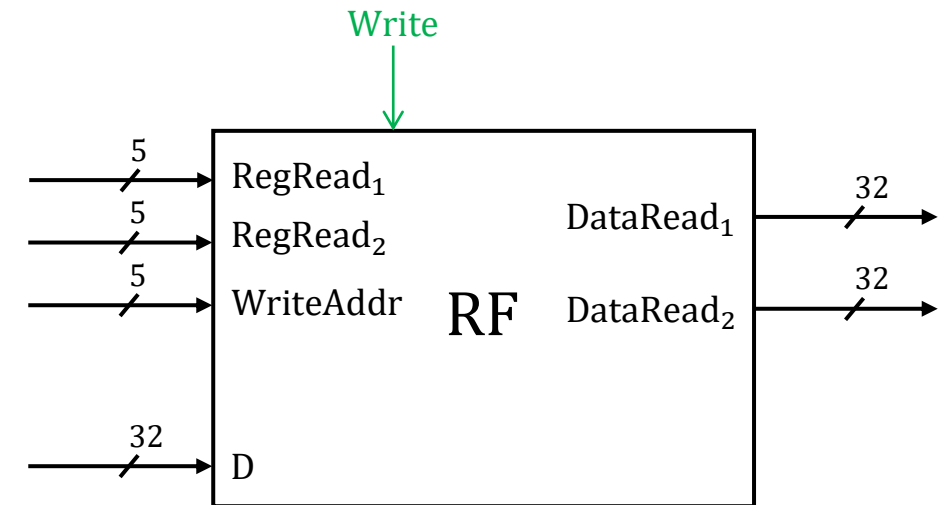 Write
5
RegRead₁
5
RegRead₂
5
WriteAddr
32
D
RF
DataRead₁
32
DataRead₂
32